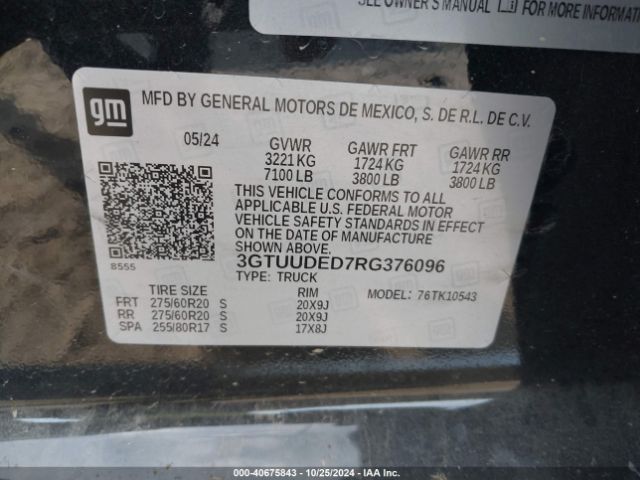 SEE OWNER'S MANUAL FOR MORE INFORMATI
gm
MFD BY GENERAL MOTORS DE MEXICO, S. DE R.L. DE C.V.
05/24 GVWR GAWR FRT GAWR RR
3221 KG 1724 KG 1724 KG
7100 LB 3800 LB 3800 LB
THIS VEHICLE CONFORMS TO ALL
APPLICABLE U.S. FEDERAL MOTOR
VEHICLE SAFETY STANDARDS IN EFFECT
ON THE DATE OF MANUFACTURE
SHOWN ABOVE.
8555 3GTUUDED7RG376096
TYPE: TRUCK
TIRE SIZE RIM MODEL: 76TK10543
FRT 275/60R20 S 20X9J
RR 275/60R20 S 20X9J
SPA 255/80R17 S 17X8J
000-40675843 / 10/25/2024 - IAA Inc.